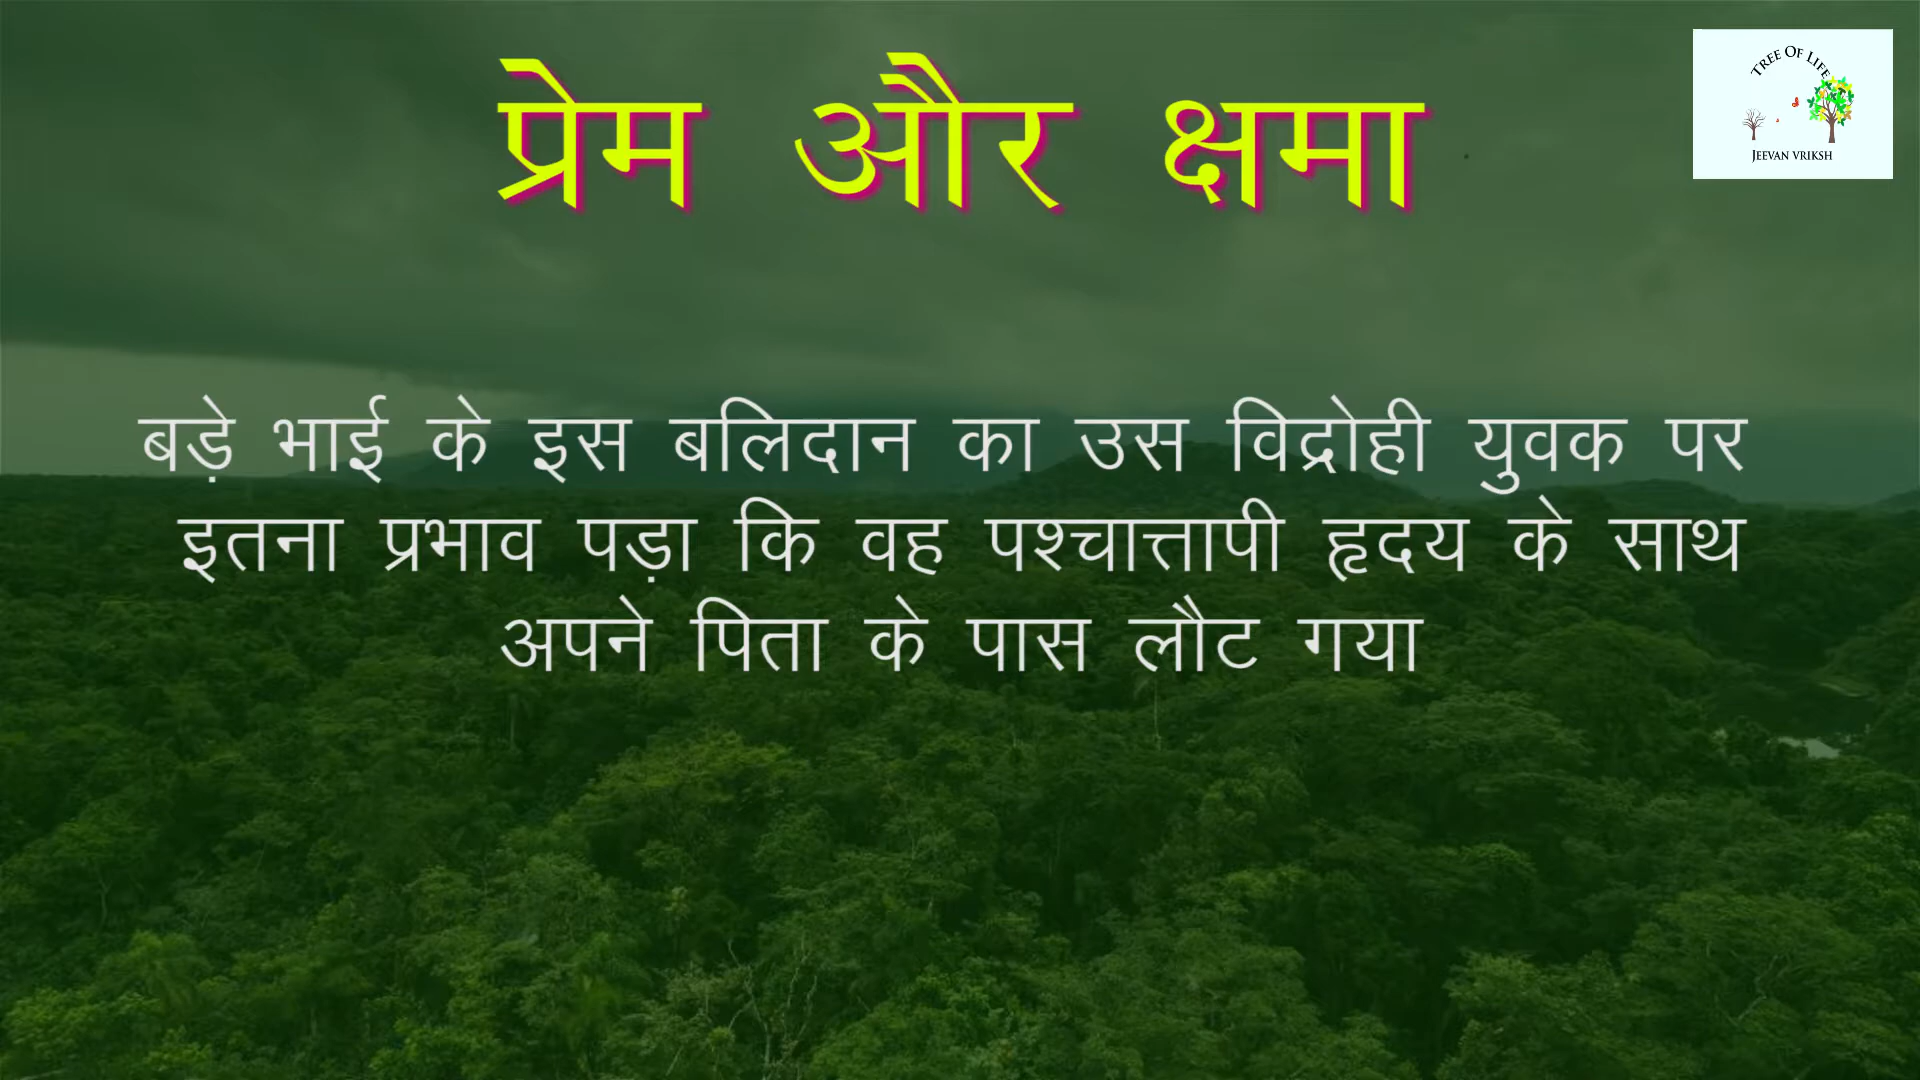 प्रेम और क्षमा
TREE OF LIFE
JEEVAN VRIKSH
बड़े भाई के इस बलिदान का उस विद्रोही युवक पर
इतना प्रभाव पड़ा कि वह पश्चात्तापी हृदय के साथ
अपने पिता के पास लौट गया